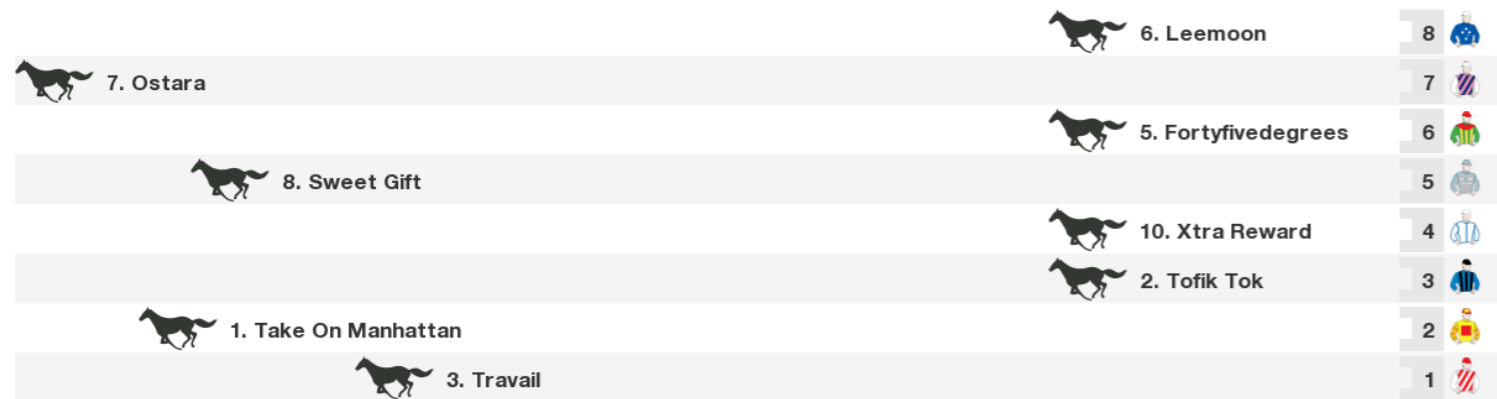 6. Leemoon 8
7. Ostara 7
5. Fortyfivedegrees 6
8. Sweet Gift 5
10. Xtra Reward 4
2. Tofik Tok 3
1. Take On Manhattan 2
3. Travail 1